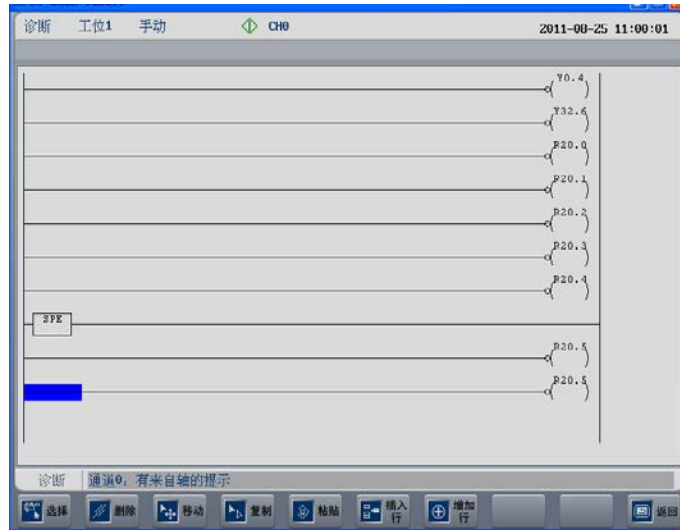 诊断 工位1 手动 CH0 2011-08-25 11:00:01
Y0.4
Y32.6
R20.0
R20.1
R20.2
R20.3
R20.4
SPE
R20.5
R20.5
诊断 通道0，有来自轴的提示
选择 删除 移动 复制 粘贴 插入行 增加行 返回